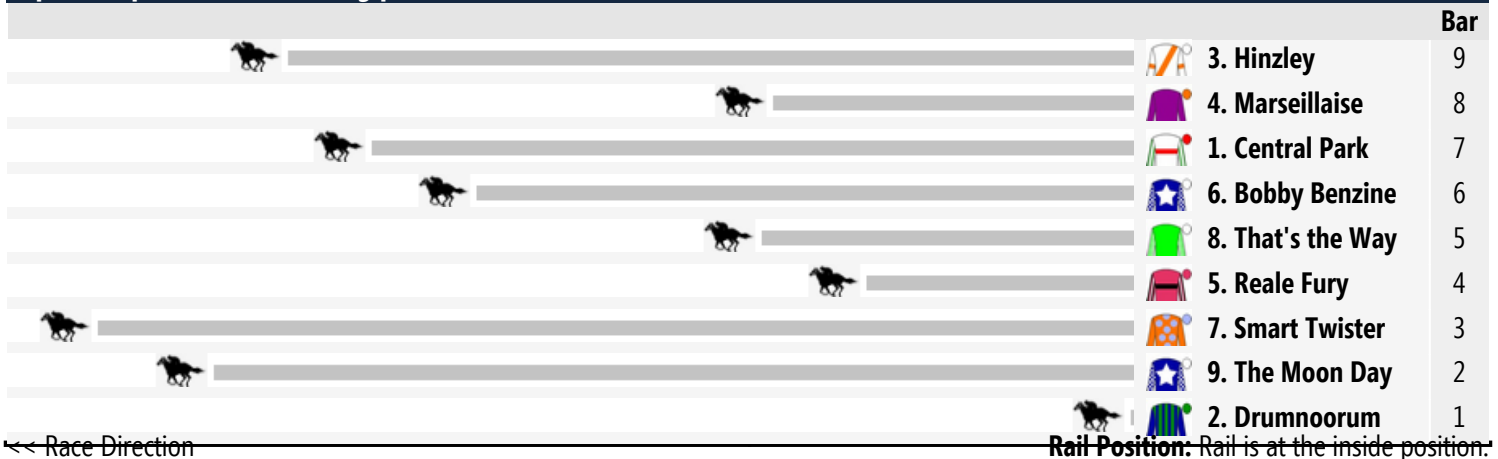 Bar
3. Hinzley 9
4. Marseillaise 8
1. Central Park 7
6. Bobby Benzine 6
8. That's the Way 5
5. Reale Fury 4
7. Smart Twister 3
9. The Moon Day 2
2. Drumnoorum 1
<< Race Direction Rail Position: Rail is at the inside position.